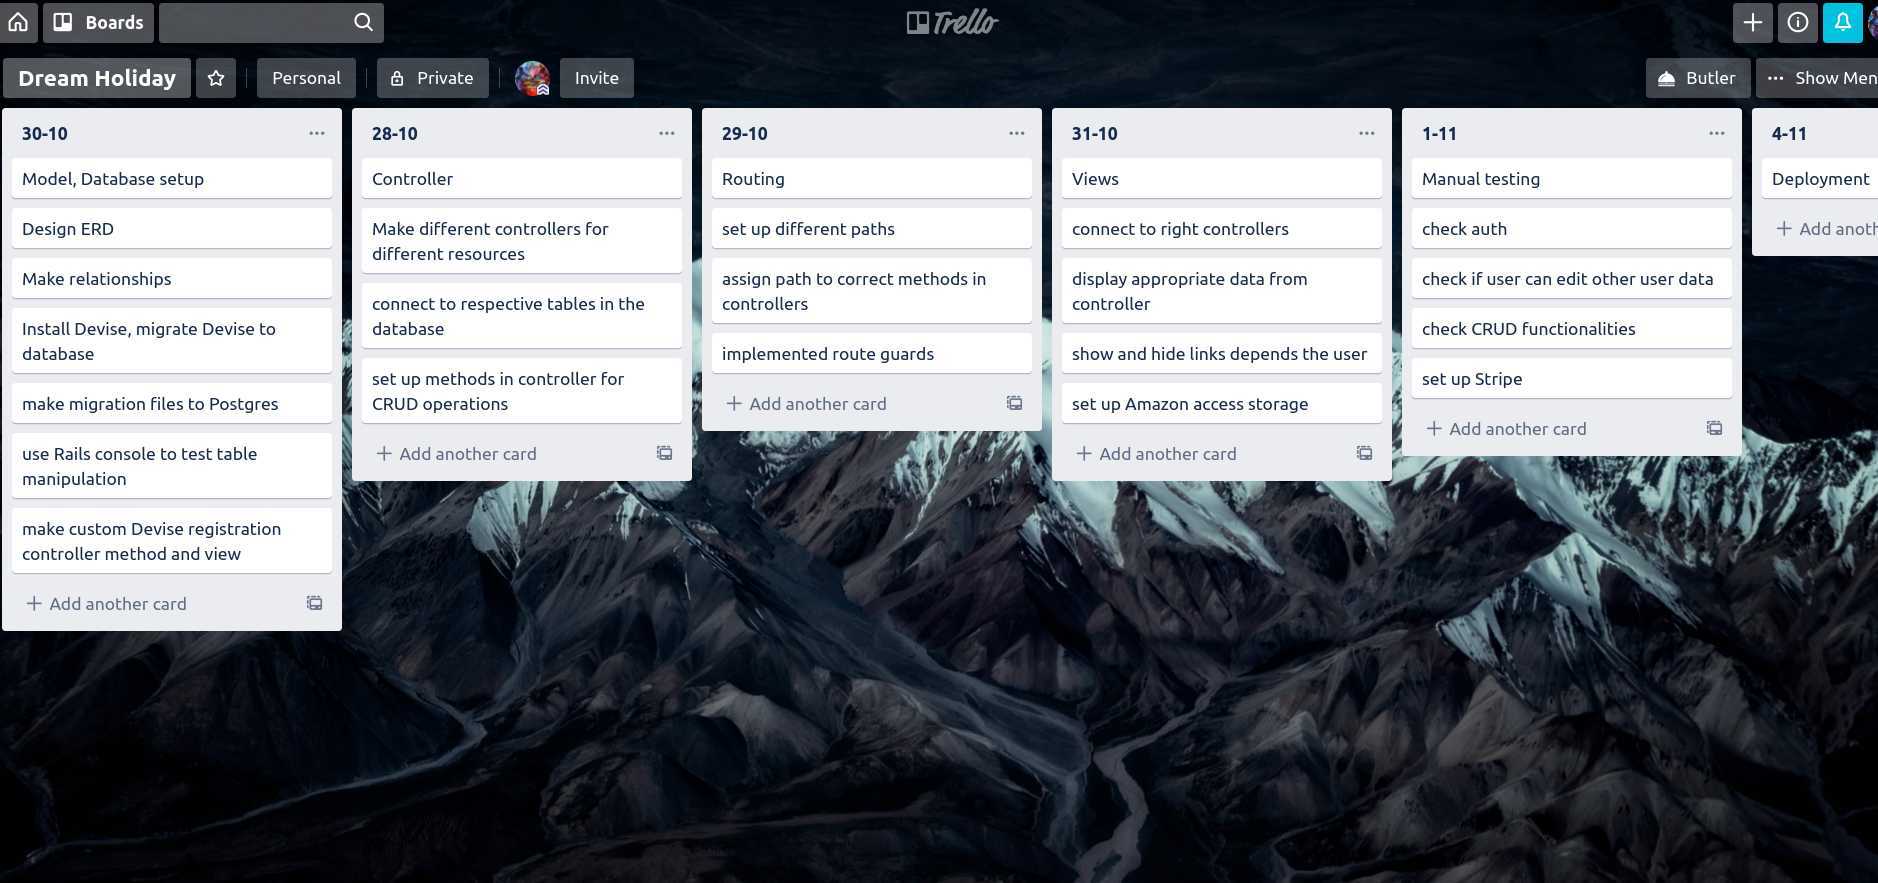 Boards
Trello
Dream Holiday
Personal
Private
Invite
Butler
... Show Men
30-10
Model, Database setup
Design ERD
Make relationships
Install Devise, migrate Devise to
database
make migration files to Postgres
use Rails console to test table
manipulation
make custom Devise registration
controller method and view
+ Add another card
28-10
Controller
Make different controllers for
different resources
connect to respective tables in the
database
set up methods in controller for
CRUD operations
+ Add another card
29-10
Routing
set up different paths
assign path to correct methods in
controllers
implemented route guards
+ Add another card
31-10
Views
connect to right controllers
display appropriate data from
controller
show and hide links depends the user
set up Amazon access storage
+ Add another card
1-11
Manual testing
check auth
check if user can edit other user data
check CRUD functionalities
set up Stripe
+ Add another card
4-11
Deployment
+ Add anoth